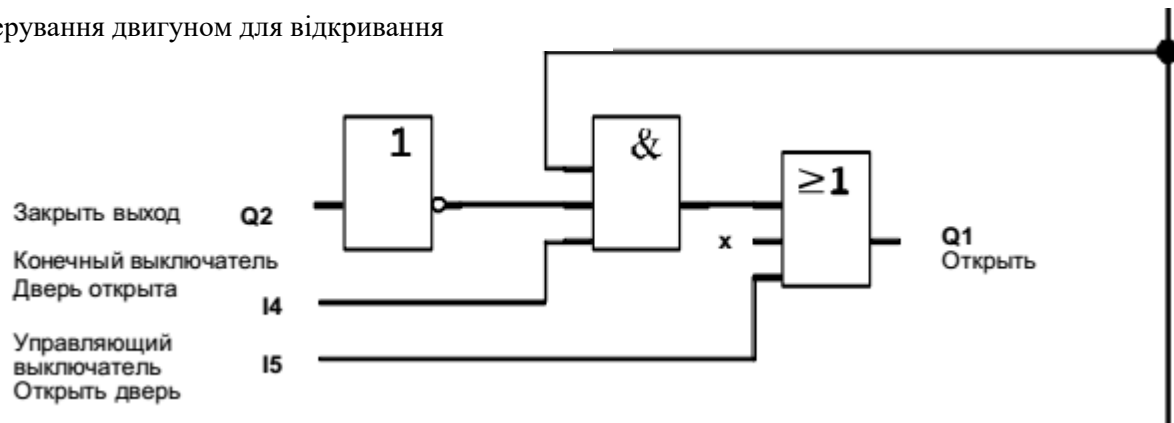 ерування двигуном для відкривання
1
&
≥1
Закрыть выход Q2
x
Q1
Открыть
Конечный выключатель
Дверь открыта
I4
Управляющий
выключатель I5
Открыть дверь